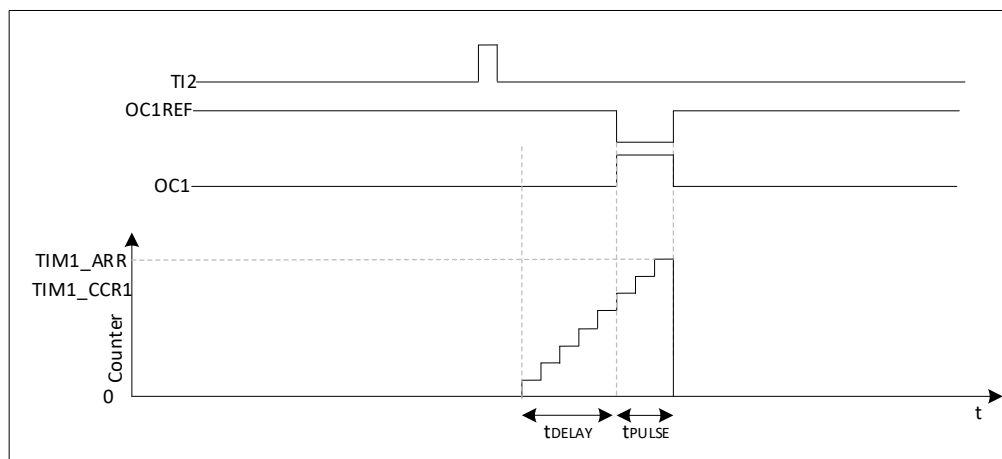 TI2
OC1REF
OC1
TIM1_ARR
TIM1_CCR1
Counter
0
t
tDELAY
tPULSE